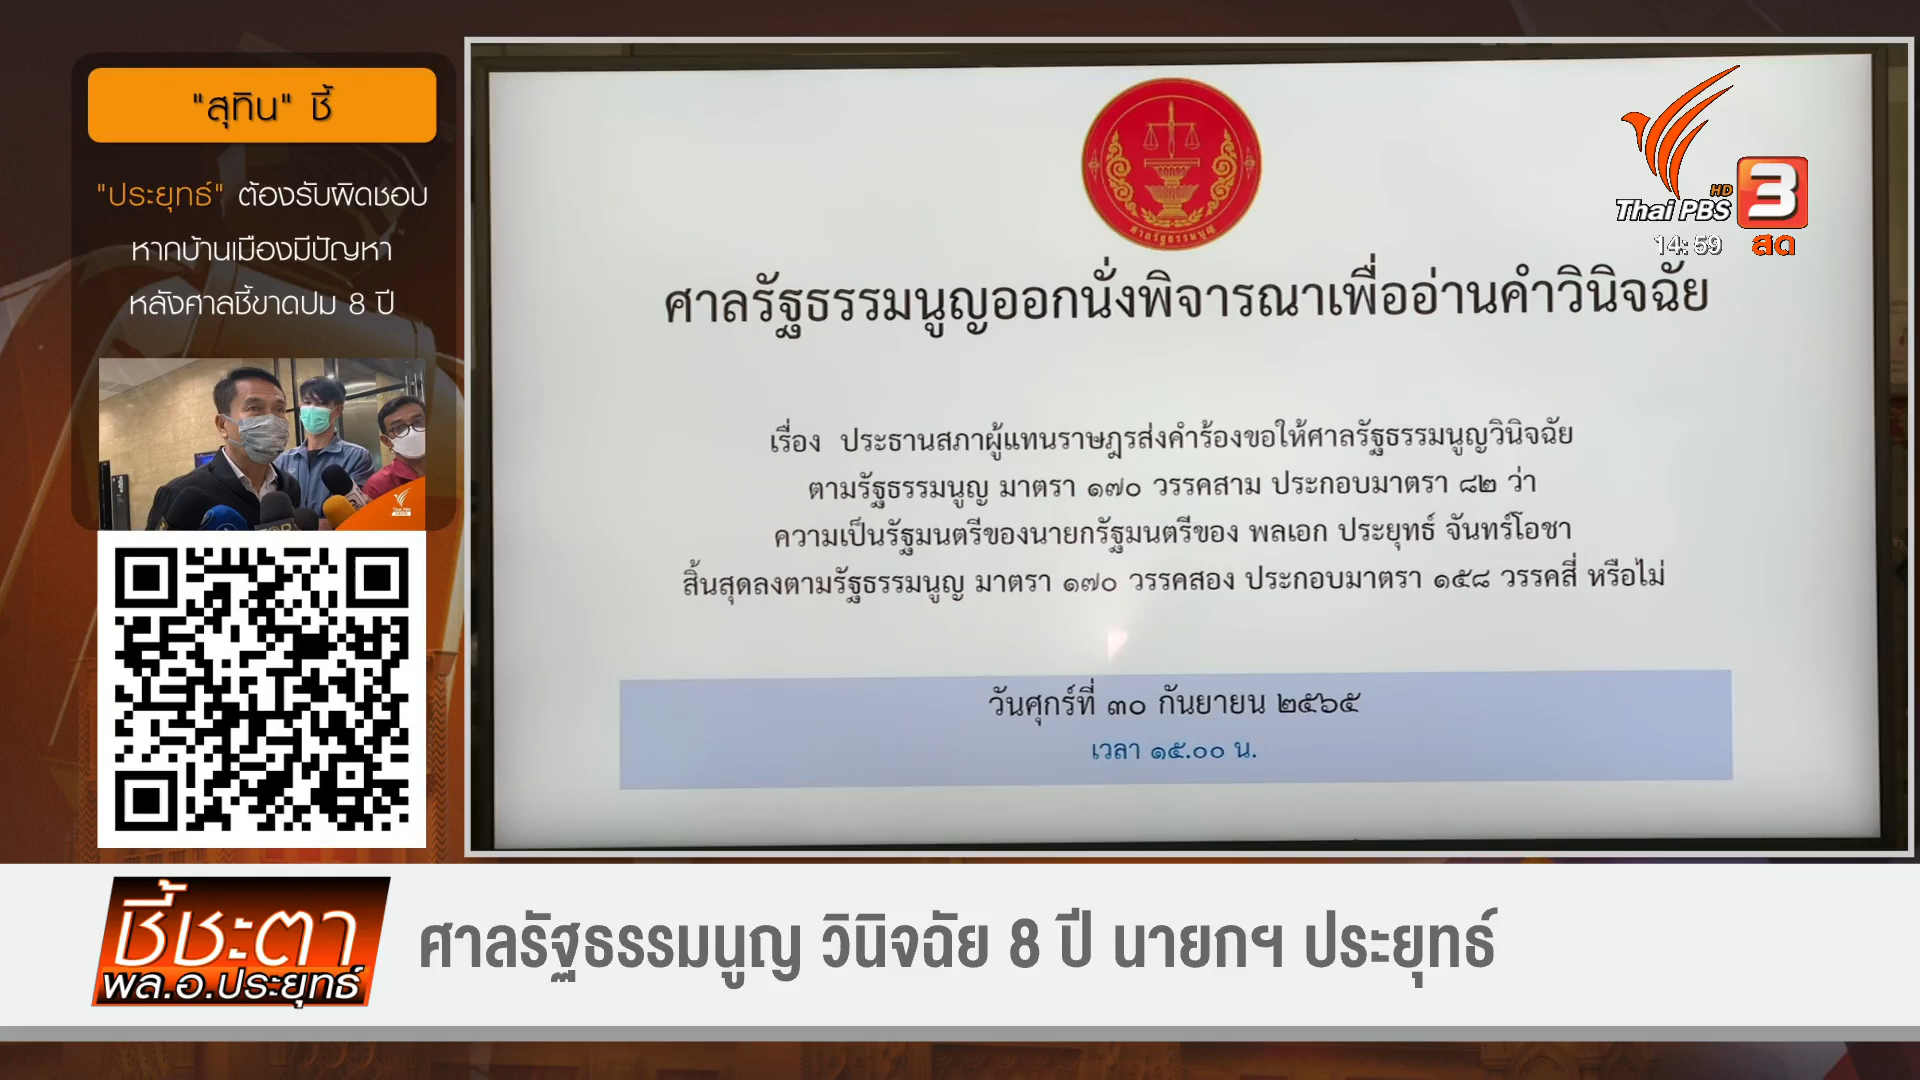 "สุทิน" ชี้
"ประยุทธ์" ต้องรับผิดชอบ
หากบ้านเมืองมีปัญหา
หลังศาลชี้ขาดปม 8 ปี
ศาลรัฐธรรมนูญ
ศาลรัฐธรรมนูญออกนั่งพิจารณาเพื่ออ่านคำวินิจฉัย
เรื่อง ประธานสภาผู้แทนราษฎรส่งคำร้องขอให้ศาลรัฐธรรมนูญวินิจฉัย
ตามรัฐธรรมนูญ มาตรา ๑๗๐ วรรคสาม ประกอบมาตรา ๘๒ ว่า
ความเป็นรัฐมนตรีของนายกรัฐมนตรีของ พลเอก ประยุทธ์ จันทร์โอชา
สิ้นสุดลงตามรัฐธรรมนูญ มาตรา ๑๗๐ วรรคสอง ประกอบมาตรา ๑๕๘ วรรคสี่ หรือไม่
วันศุกร์ที่ ๓๐ กันยายน ๒๕๖๕
เวลา ๑๕.๐๐ น.
Thai PBS HD 3
14:59 สด
ชี้ชะตา
พล.อ.ประยุทธ์
ศาลรัฐธรรมนูญ วินิจฉัย 8 ปี นายกฯ ประยุทธ์